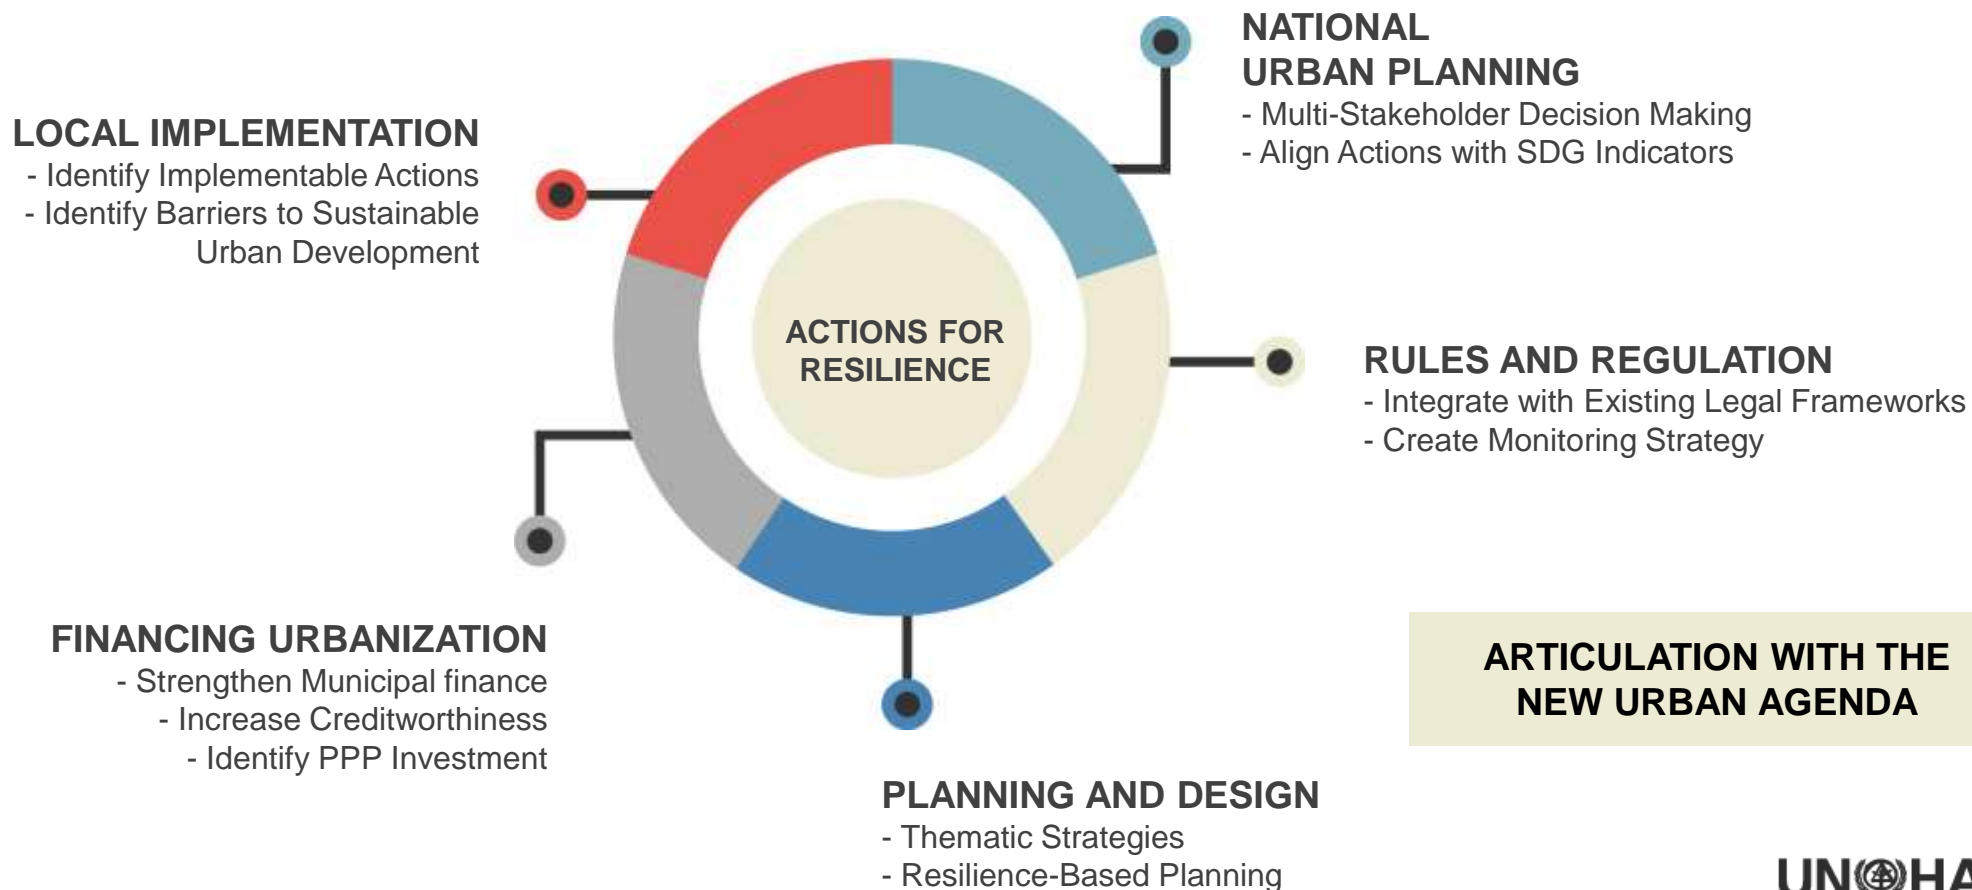 NATIONAL
URBAN PLANNING
- Multi-Stakeholder Decision Making
- Align Actions with SDG Indicators
LOCAL IMPLEMENTATION
- Identify Implementable Actions
- Identify Barriers to Sustainable
Urban Development
ACTIONS FOR
RESILIENCE
RULES AND REGULATION
- Integrate with Existing Legal Frameworks
- Create Monitoring Strategy
FINANCING URBANIZATION
- Strengthen Municipal finance
- Increase Creditworthiness
- Identify PPP Investment
ARTICULATION WITH THE
NEW URBAN AGENDA
PLANNING AND DESIGN
- Thematic Strategies
- Resilience-Based Planning
UN HA